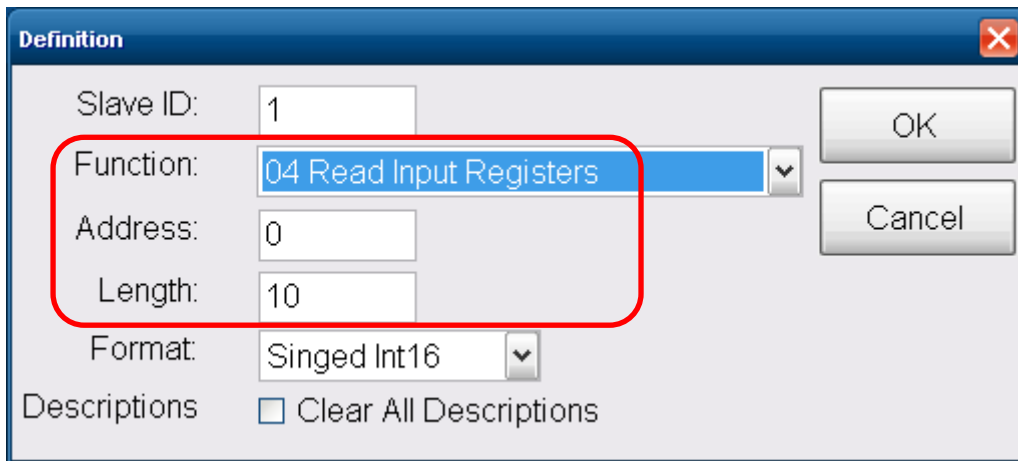 Definition
Slave ID: 1
OK
Function: 04 Read Input Registers
Address: 0
Cancel
Length: 10
Format: Singed Int16
Descriptions Clear All Descriptions